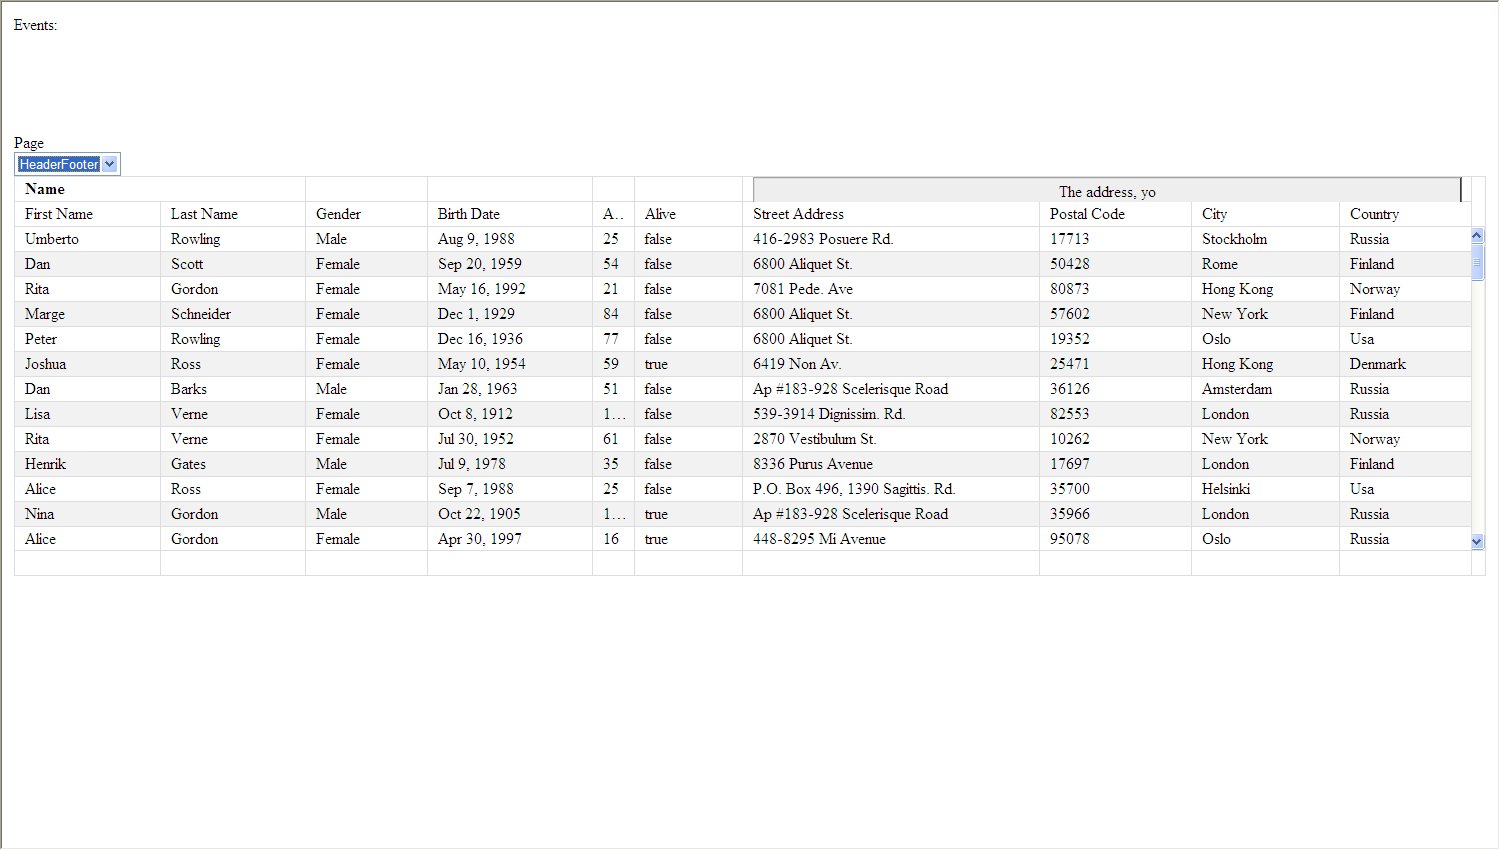 Events:
Page
HeaderFooter
Name The address, yo
First Name Last Name Gender Birth Date A... Alive Street Address Postal Code City Country
Umberto Rowling Male Aug 9, 1988 25 false 416-2983 Posuere Rd. 17713 Stockholm Russia
Dan Scott Female Sep 20, 1959 54 false 6800 Aliquet St. 50428 Rome Finland
Rita Gordon Female May 16, 1992 21 false 7081 Pede. Ave 80873 Hong Kong Norway
Marge Schneider Female Dec 1, 1929 84 false 6800 Aliquet St. 57602 New York Finland
Peter Rowling Female Dec 16, 1936 77 false 6800 Aliquet St. 19352 Oslo Usa
Joshua Ross Female May 10, 1954 59 true 6419 Non Av. 25471 Hong Kong Denmark
Dan Barks Male Jan 28, 1963 51 false Ap #183-928 Scelerisque Road 36126 Amsterdam Russia
Lisa Verne Female Oct 8, 1912 1... false 539-3914 Dignissim. Rd. 82553 London Russia
Rita Verne Female Jul 30, 1952 61 false 2870 Vestibulum St. 10262 New York Norway
Henrik Gates Male Jul 9, 1978 35 false 8336 Purus Avenue 17697 London Finland
Alice Ross Female Sep 7, 1988 25 false P.O. Box 496, 1390 Sagittis. Rd. 35700 Helsinki Usa
Nina Gordon Male Oct 22, 1905 1... true Ap #183-928 Scelerisque Road 35966 London Russia
Alice Gordon Female Apr 30, 1997 16 true 448-8295 Mi Avenue 95078 Oslo Russia